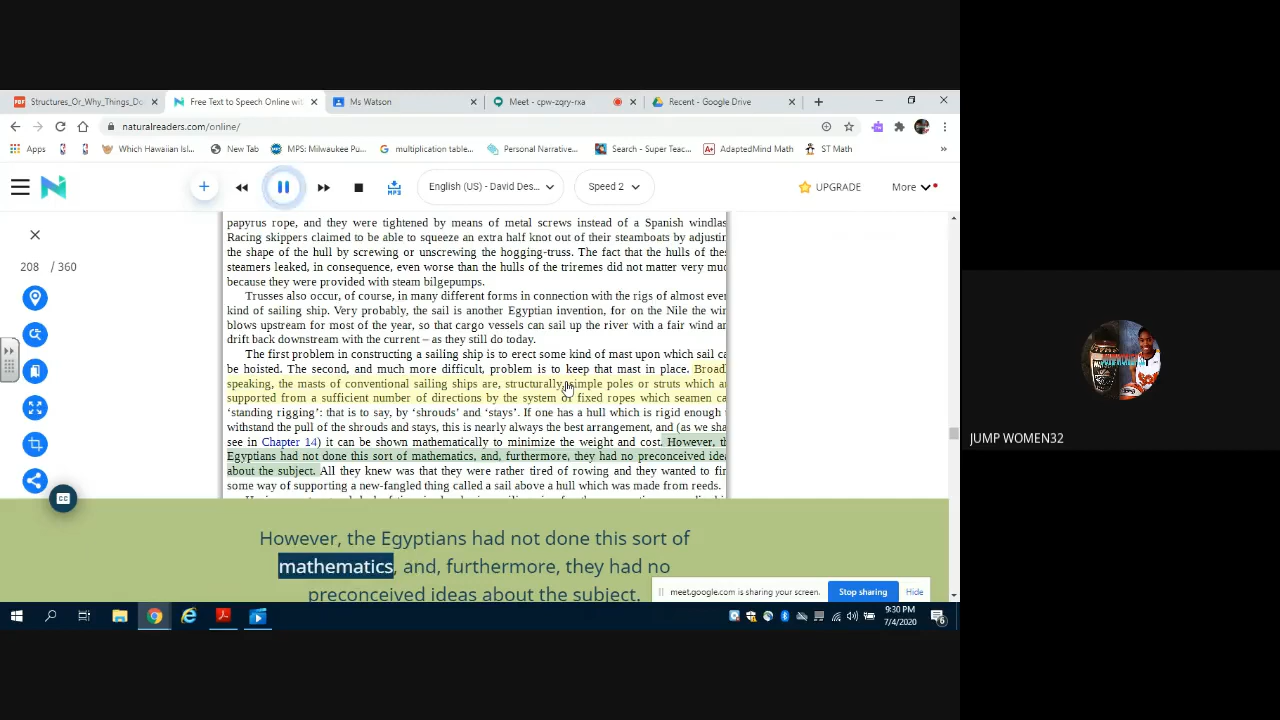 Structures_Or_Why_Things_Do
Free Text to Speech Online wit
Ms Watson
Meet - cpw-zqry-rxa
Recent - Google Drive
naturalreaders.com/online/
Apps
Which Hawaiian Isl...
New Tab
MPS: Milwaukee Pu...
multiplication table...
Personal Narrative...
Search - Super Teac...
AdaptedMind Math
ST Math
»
MP3
English (US) - David Des...
Speed 2
UPGRADE
More
208 / 360
papyrus rope, and they were tightened by means of metal screws instead of a Spanish windlas
Racing skippers claimed to be able to squeeze an extra half knot out of their steamboats by adjustin
the shape of the hull by screwing or unscrewing the hogging-truss. The fact that the hulls of thes
steamers leaked, in consequence, even worse than the hulls of the triremes did not matter very muc
because they were provided with steam bilgepumps.
Trusses also occur, of course, in many different forms in connection with the rigs of almost ever
kind of sailing ship. Very probably, the sail is another Egyptian invention, for on the Nile the win
blows upstream for most of the year, so that cargo vessels can sail up the river with a fair wind an
drift back downstream with the current – as they still do today.
The first problem in constructing a sailing ship is to erect some kind of mast upon which sail ca
be hoisted. The second, and much more difficult, problem is to keep that mast in place. Broad
speaking, the masts of conventional sailing ships are, structurally, simple poles or struts which ar
supported from a sufficient number of directions by the system of fixed ropes which seamen ca
‘standing rigging’: that is to say, by ‘shrouds’ and ‘stays’. If one has a hull which is rigid enough
withstand the pull of the shrouds and stays, this is nearly always the best arrangement, and (as we sha
see in Chapter 14) it can be shown mathematically to minimize the weight and cost. However, th
Egyptians had not done this sort of mathematics, and, furthermore, they had no preconceived idea
about the subject. All they knew was that they were rather tired of rowing and they wanted to fin
some way of supporting a new-fangled thing called a sail above a hull which was made from reeds.
CC
However, the Egyptians had not done this sort of
mathematics, and, furthermore, they had no
preconceived ideas about the subject.
meet.google.com is sharing your screen.
Stop sharing
Hide
9:30 PM
7/4/2020
JUMP WOMEN32